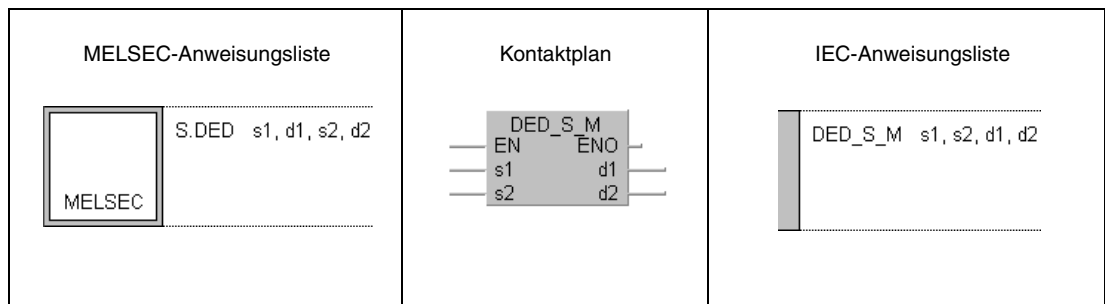 MELSEC-Anweisungsliste
MELSEC
S.DED s1, d1, s2, d2
Kontaktplan
DED_S_M
EN ENO
s1 d1
s2 d2
IEC-Anweisungsliste
DED_S_M s1, s2, d1, d2